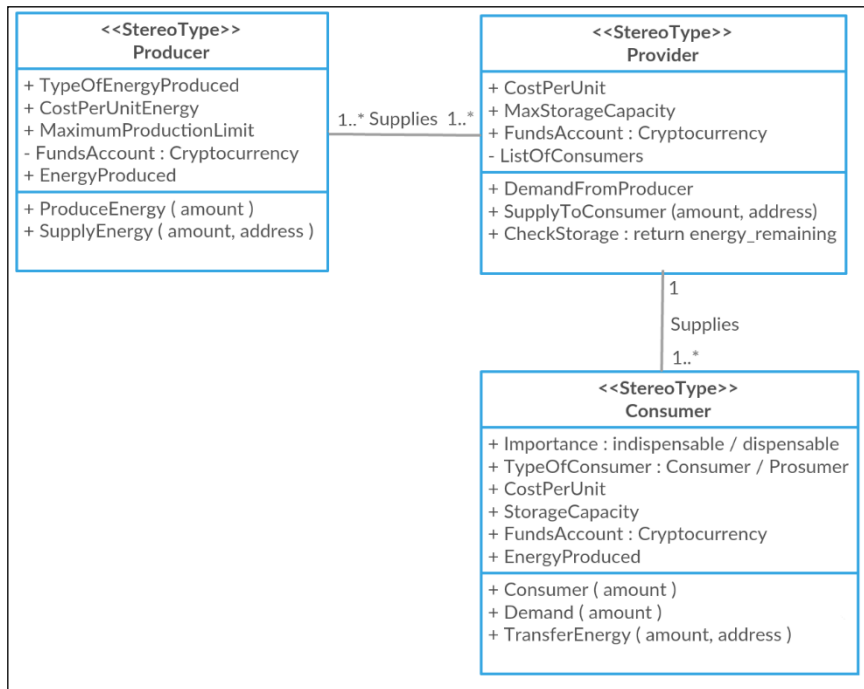 <<StereoType>>
Producer
+ TypeOfEnergyProduced
+ CostPerUnitEnergy
+ MaximumProductionLimit
- FundsAccount : Cryptocurrency
+ EnergyProduced
+ ProduceEnergy ( amount )
+ SupplyEnergy ( amount, address )
1..* Supplies 1..*
<<StereoType>>
Provider
+ CostPerUnit
+ MaxStorageCapacity
+ FundsAccount : Cryptocurrency
- ListOfConsumers
+ DemandFromProducer
+ SupplyToConsumer (amount, address)
+ CheckStorage : return energy_remaining
1
Supplies
1..*
<<StereoType>>
Consumer
+ Importance : indispensable / dispensable
+ TypeOfConsumer : Consumer / Prosumer
+ CostPerUnit
+ StorageCapacity
+ FundsAccount : Cryptocurrency
+ EnergyProduced
+ Consumer ( amount )
+ Demand ( amount )
+ TransferEnergy ( amount, address )